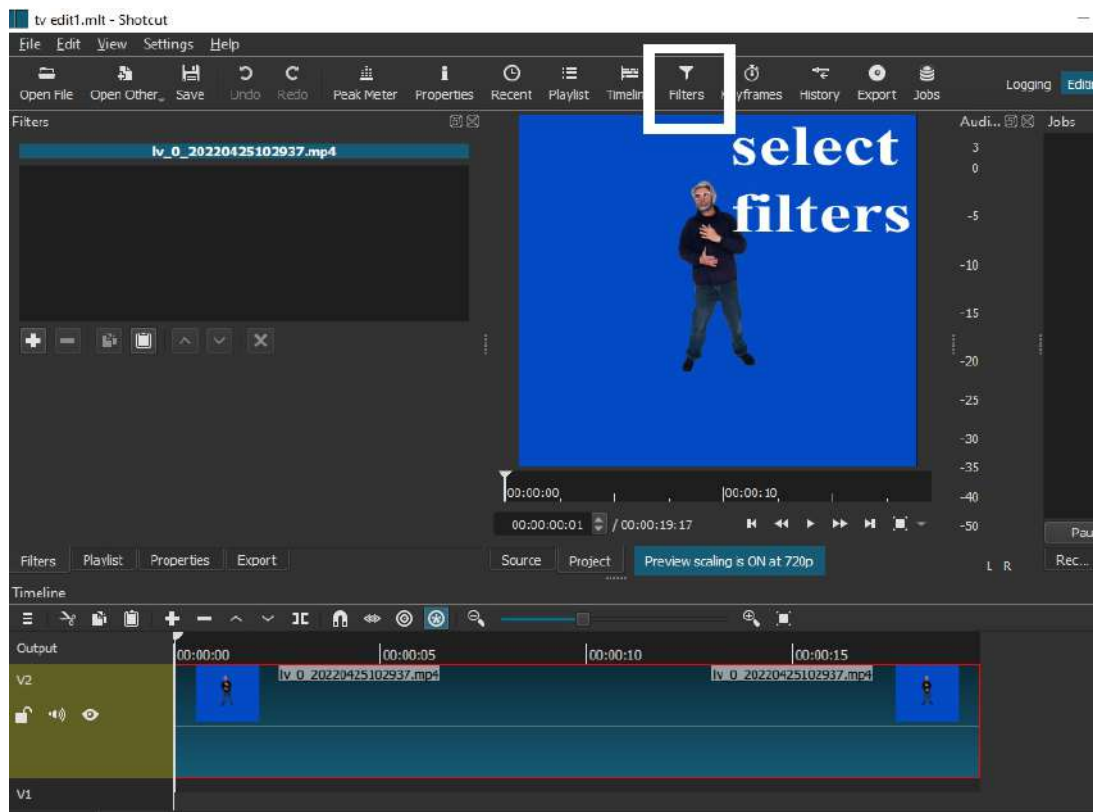 tv edit1.mlt - Shotcut
File Edit View Settings Help
Open File Open Other... Save Undo Redo Peak Meter Properties Recent Playlist Timelin Filters yframes History Export Jobs Logging
Filters Audi... Jobs
lv_0_20220425102937.mp4
select
filters
3
0
-5
-10
-15
-20
-25
-30
-35
-40
-50
00:00:00 00:00:10
00:00:00:01 / 00:00:19:17
Pau
Filters Playlist Properties Export Source Project Preview scaling is ON at 720p L R Rec...
Timeline
Output 00:00:00 00:00:05 00:00:10 00:00:15
V2 lv_0_20220425102937.mp4 lv_0_20220425102937.mp4
V1